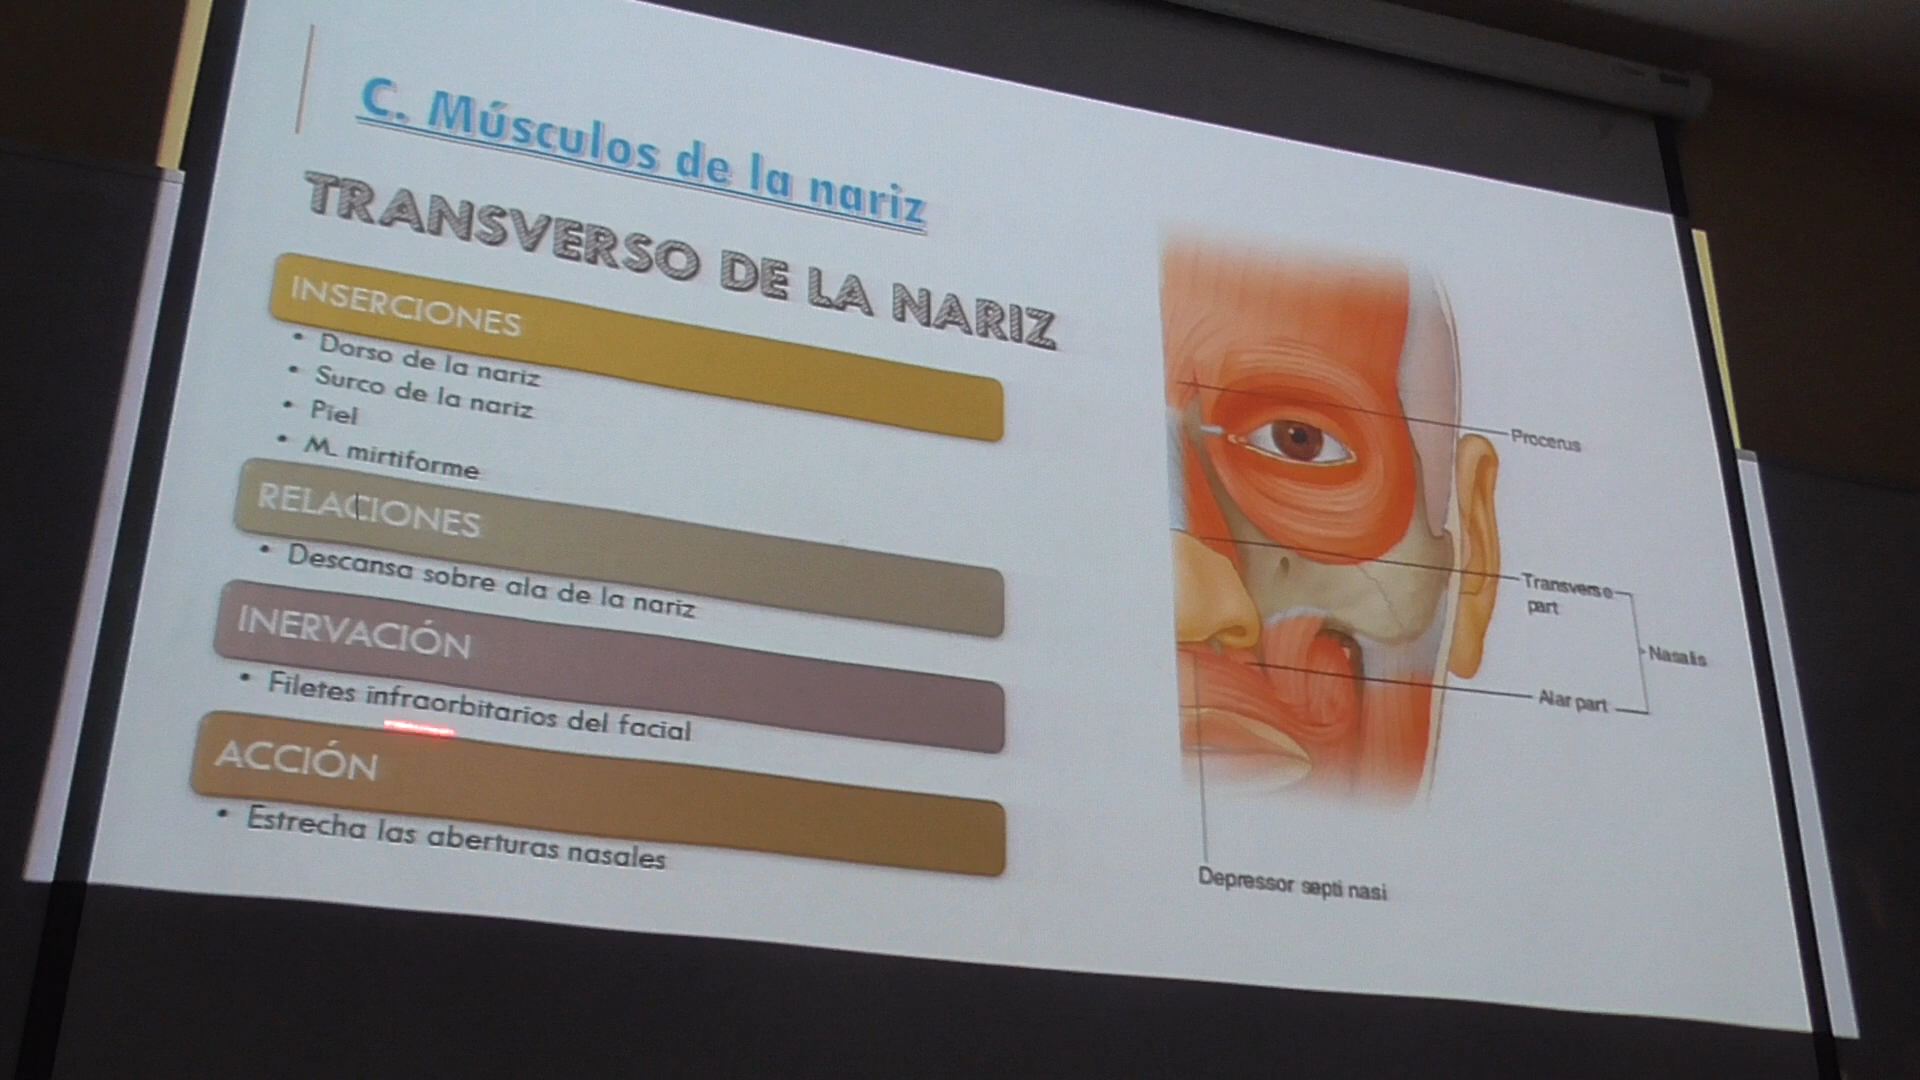 C. Músculos de la nariz
TRANSVERSO DE LA NARIZ
INSERCIONES
• Dorso de la nariz
• Surco de la nariz
• Piel
• M. mirtiforme
RELACIONES
• Descansa sobre ala de la nariz
INERVACIÓN
• Filetes infraorbitarios del facial
ACCIÓN
• Estrecha las aberturas nasales
Procerus
Transverse
part
Nasalis
Alar part
Depressor septi nasi